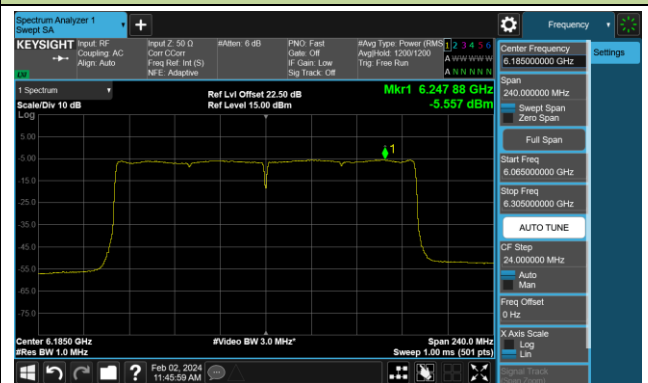 Spectrum Analyzer 1
Swept SA
Frequency
KEYSIGHT
Input: RF
Coupling: AC
Align: Auto
Input Z: 50 Ω
Corr CCorr
Freq Ref: Int (S)
NFE: Adaptive
#Atten: 6 dB
PNO: Fast
Gate: Off
IF Gain: Low
Sig Track: Off
#Avg Type: Power (RMS
Avg|Hold: 1200/1200
Trig: Free Run
1 2 3 4 5 6
A W W W W W
A N N N N N
LXI
Center Frequency
6.185000000 GHz
Settings
Span
240.000000 MHz
Swept Span
Zero Span
Full Span
Start Freq
6.065000000 GHz
Stop Freq
6.305000000 GHz
AUTO TUNE
CF Step
24.000000 MHz
Auto
Man
Freq Offset
0 Hz
X Axis Scale
Log
Lin
Signal Track
(Span Zoom)
1 Spectrum
Scale/Div 10 dB
Log
Ref Lvl Offset 22.50 dB
Ref Level 15.00 dBm
Mkr1 6.247 88 GHz
-5.557 dBm
1
5.00
-5.00
-15.0
-25.0
-35.0
-45.0
-55.0
-65.0
-75.0
Center 6.1850 GHz
#Res BW 1.0 MHz
#Video BW 3.0 MHz*
Span 240.0 MHz
Sweep 1.00 ms (501 pts)
Feb 02, 2024
11:45:59 AM